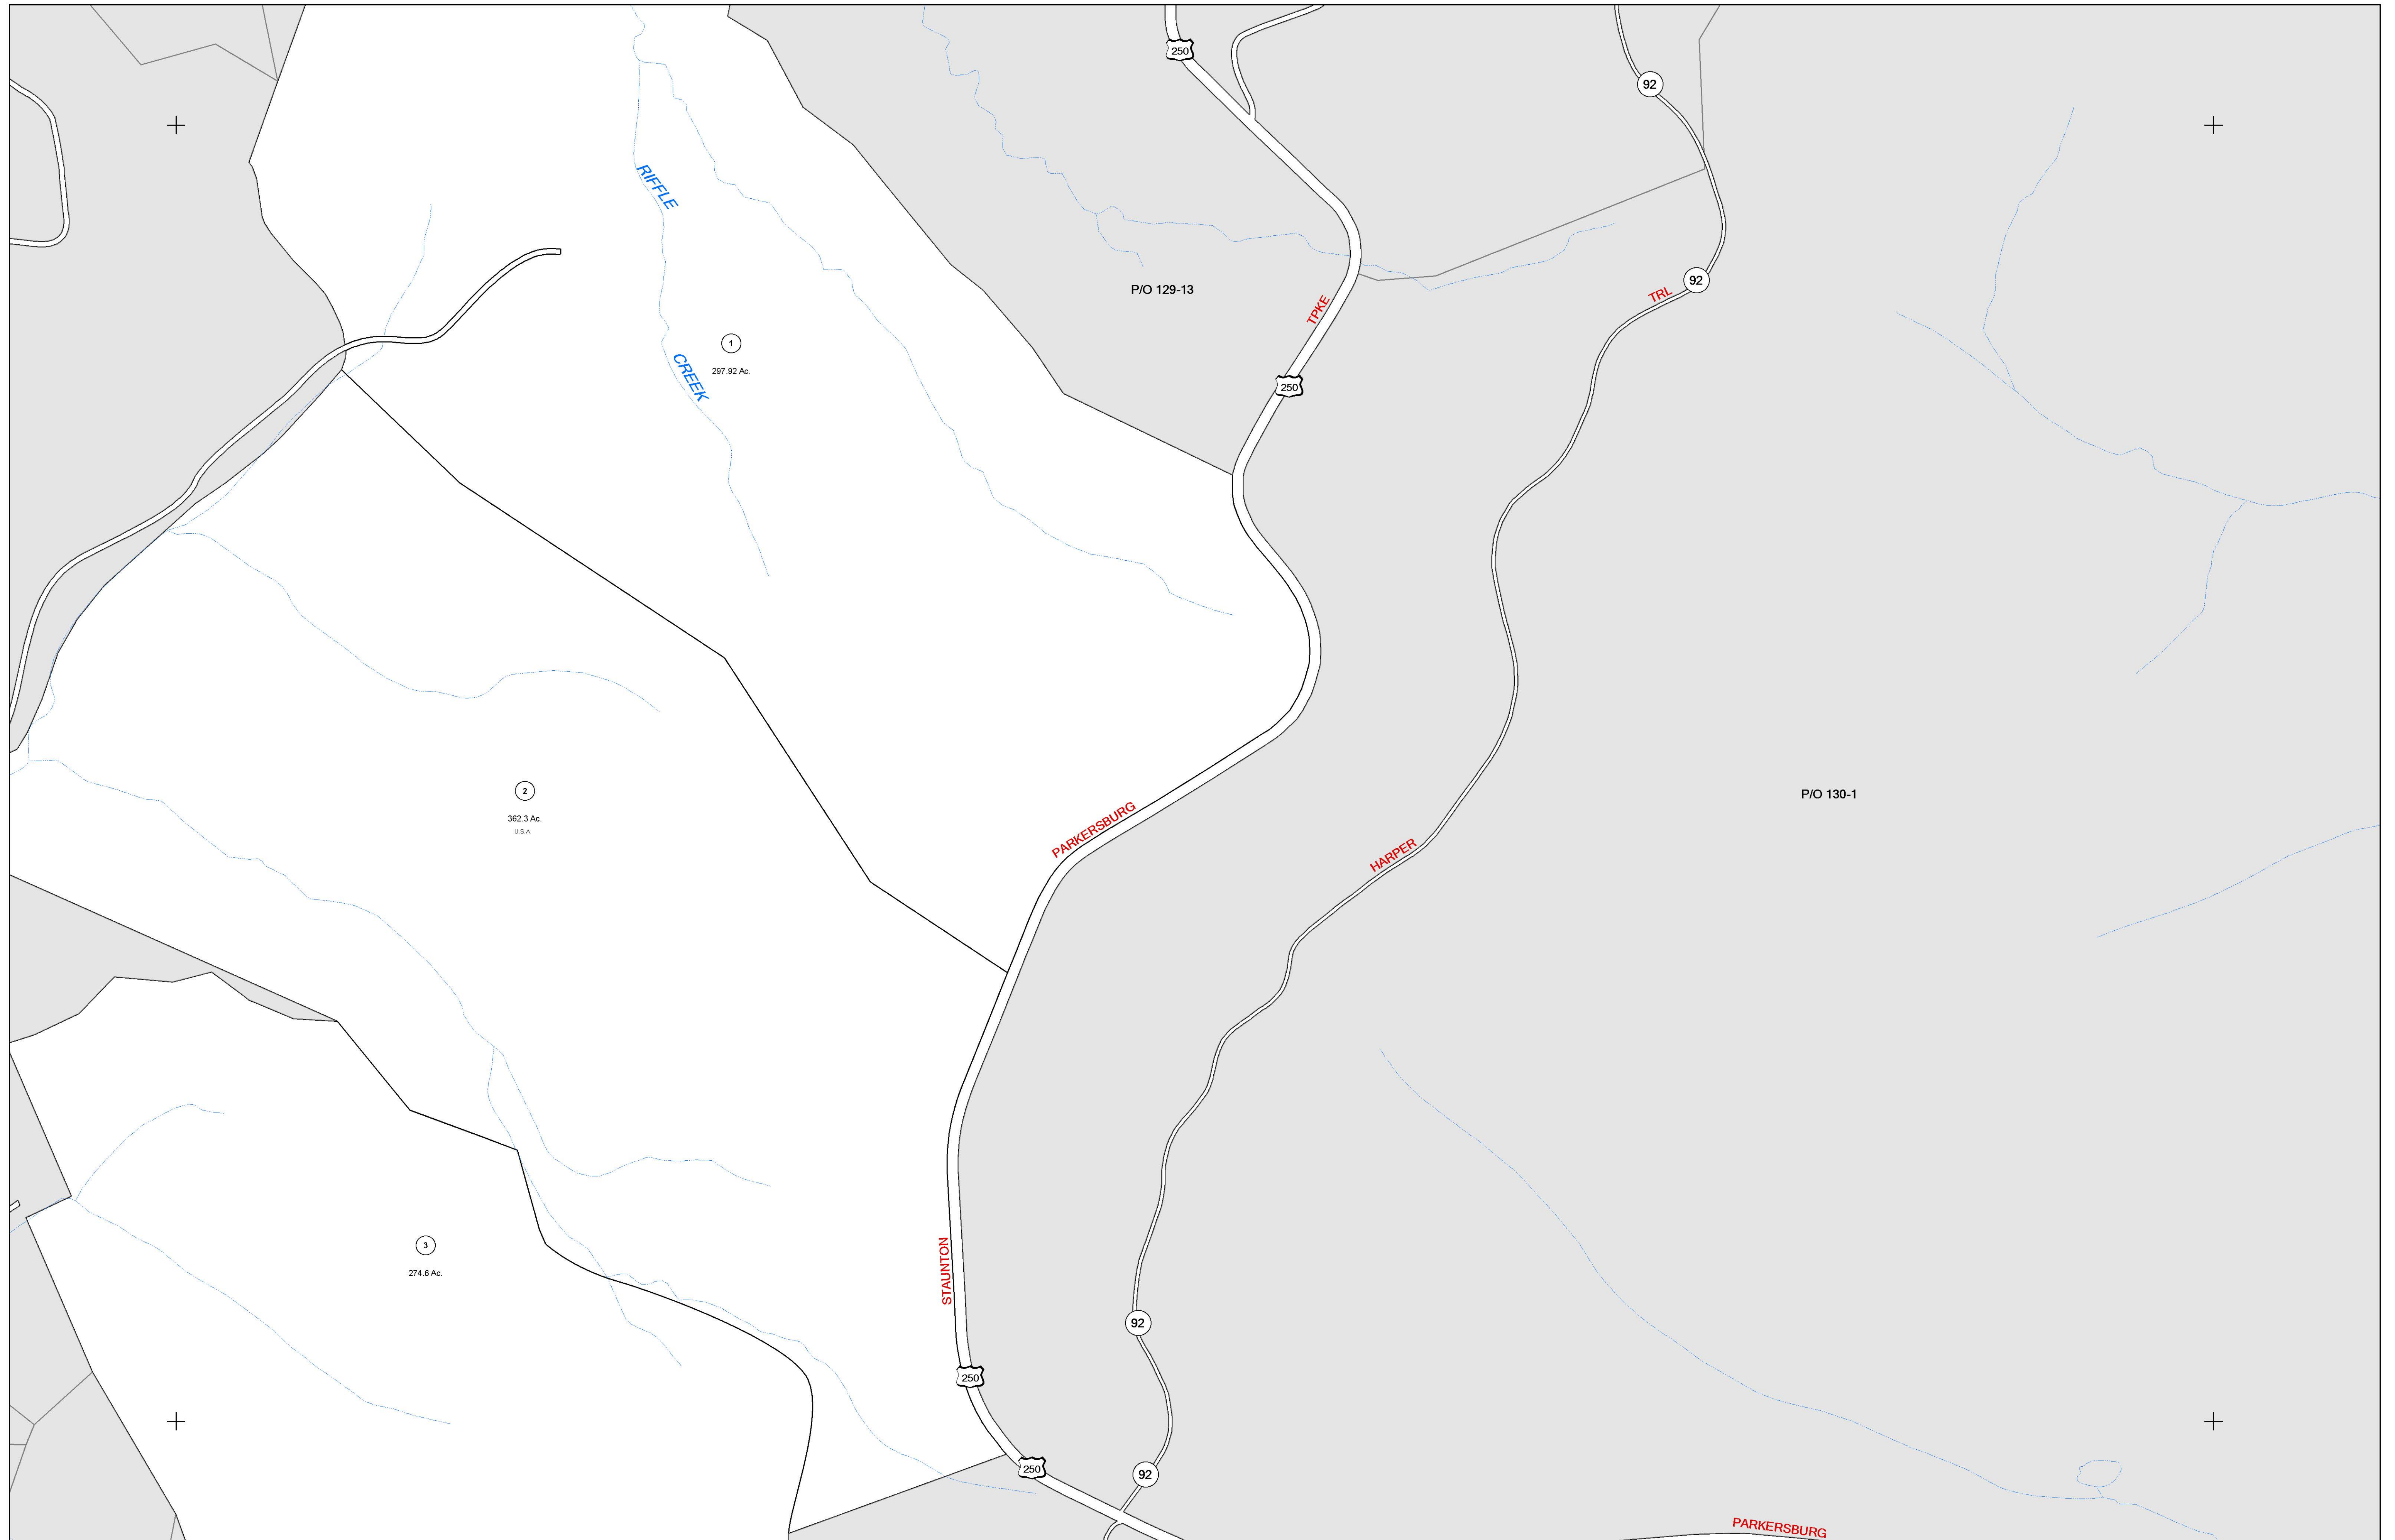 250
92
RIFFLE
92
P/O 129-13
TRL
TPKE
1
297.92 Ac.
CREEK
250
2
362.3 Ac.
U.S.A
P/O 130-1
PARKERSBURG
HARPER
3
274.6 Ac.
STAUNTON
92
250
250
92
PARKERSBURG